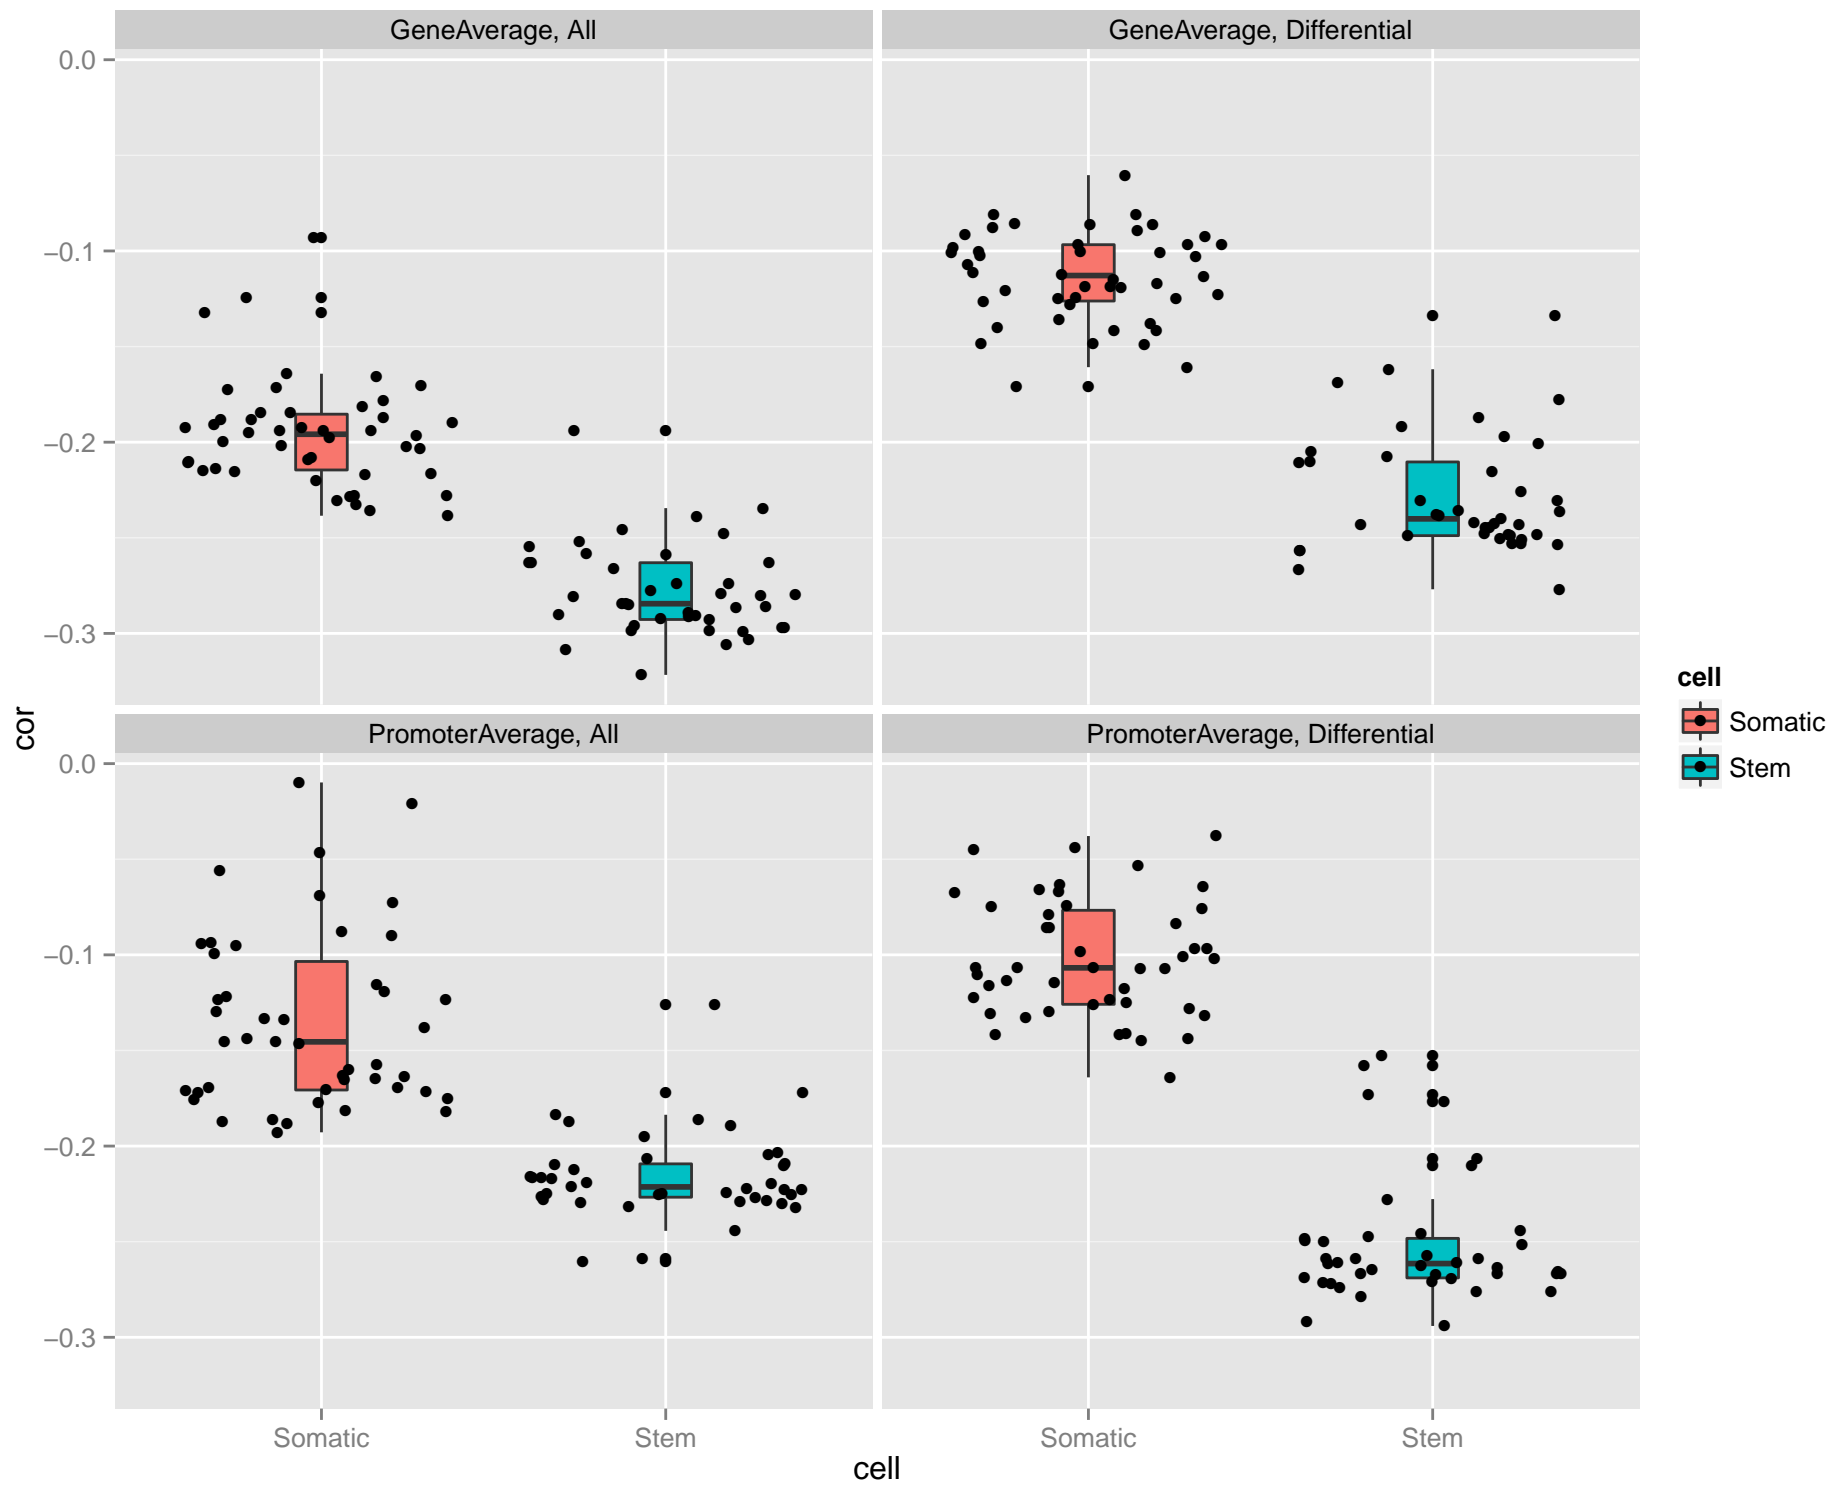 GeneAverage, All
GeneAverage, Differential
0.0
−0.1
−0.2
−0.3
PromoterAverage, All
PromoterAverage, Differential
0.0
−0.1
−0.2
−0.3
cor
Somatic
Stem
Somatic
Stem
cell
cell
Somatic
Stem